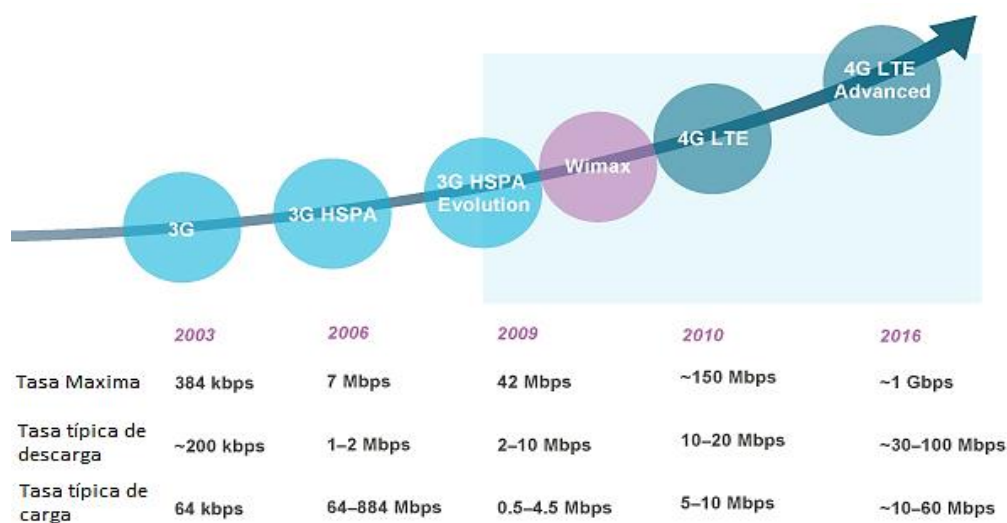 3G
3G HSPA
3G HSPA
Evolution
Wimax
4G LTE
4G LTE
Advanced
2003 2006 2009 2010 2016
Tasa Maxima 384 kbps 7 Mbps 42 Mbps ~150 Mbps ~1 Gbps
Tasa típica de
descarga ~200 kbps 1–2 Mbps 2–10 Mbps 10–20 Mbps ~30–100 Mbps
Tasa típica de
carga 64 kbps 64–884 Mbps 0.5–4.5 Mbps 5–10 Mbps ~10–60 Mbps